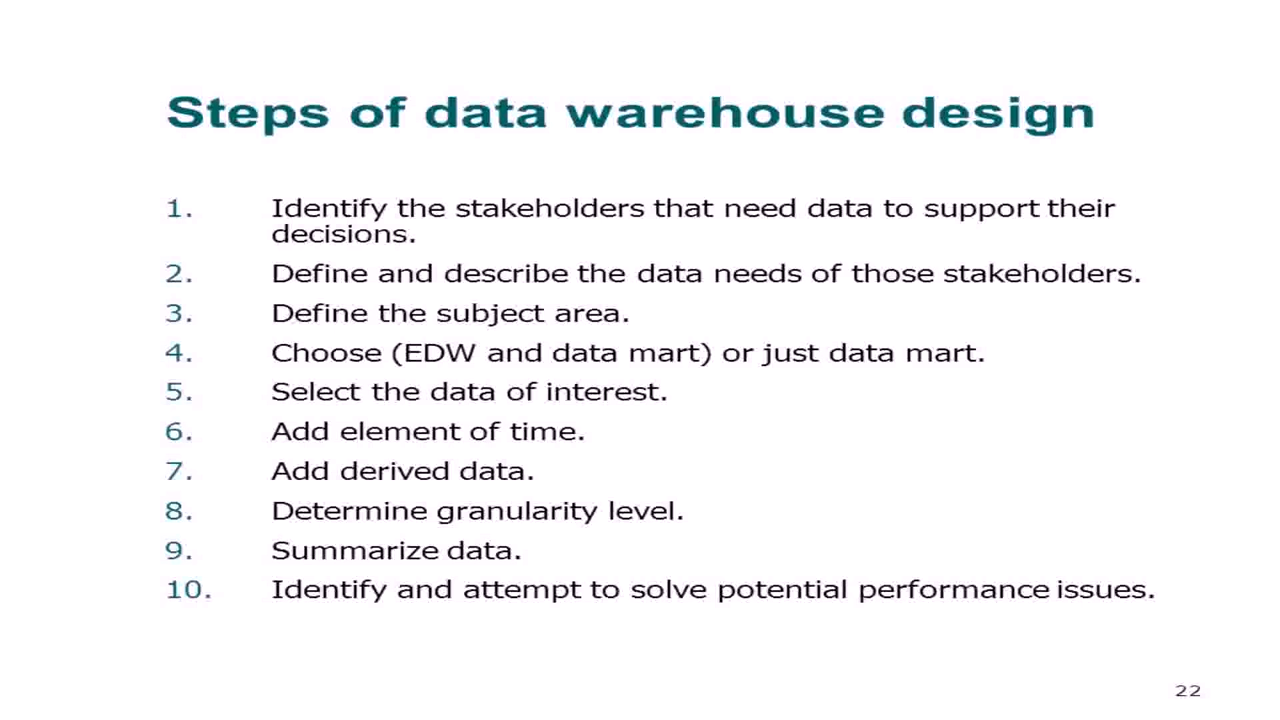 Steps of data warehouse design
1. Identify the stakeholders that need data to support their
decisions.
2. Define and describe the data needs of those stakeholders.
3. Define the subject area.
4. Choose (EDW and data mart) or just data mart.
5. Select the data of interest.
6. Add element of time.
7. Add derived data.
8. Determine granularity level.
9. Summarize data.
10. Identify and attempt to solve potential performance issues.
22